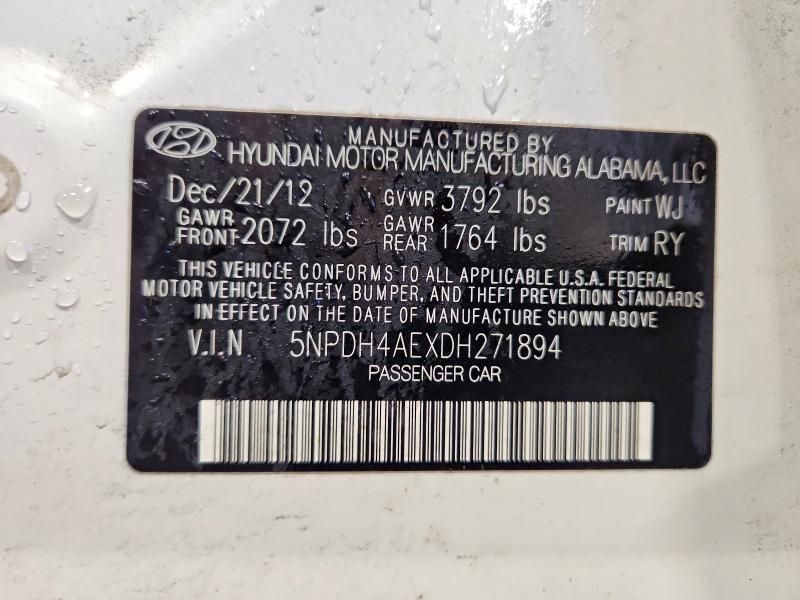 MANUFACTURED BY
HYUNDAI MOTOR MANUFACTURING ALABAMA, LLC
Dec/21/12 GVWR 3792 lbs PAINT WJ
GAWR FRONT 2072 lbs GAWR REAR 1764 lbs TRIM RY
THIS VEHICLE CONFORMS TO ALL APPLICABLE U.S.A. FEDERAL
MOTOR VEHICLE SAFETY, BUMPER, AND THEFT PREVENTION STANDARDS
IN EFFECT ON THE DATE OF MANUFACTURE SHOWN ABOVE
V.I.N 5NPDH4AEXDH271894
PASSENGER CAR